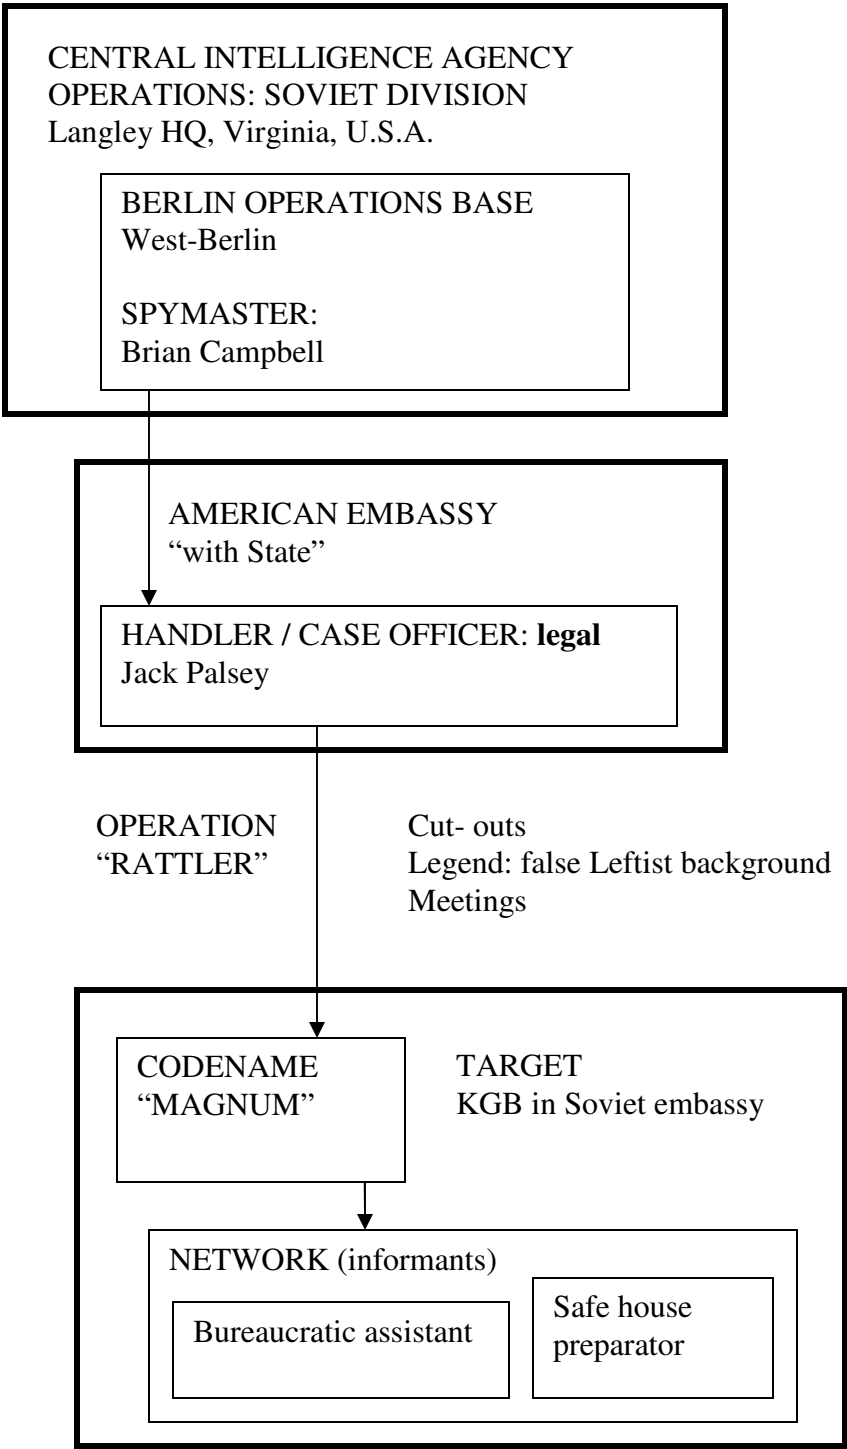 CENTRAL INTELLIGENCE AGENCY
OPERATIONS: SOVIET DIVISION
Langley HQ, Virginia, U.S.A.
BERLIN OPERATIONS BASE
West-Berlin
SPYMASTER:
Brian Campbell
AMERICAN EMBASSY
“with State”
HANDLER / CASE OFFICER: legal
Jack Palsey
OPERATION
“RATTLER”
Cut- outs
Legend: false Leftist background
Meetings
CODENAME
“MAGNUM”
TARGET
KGB in Soviet embassy
NETWORK (informants)
Bureaucratic assistant
Safe house
preparator